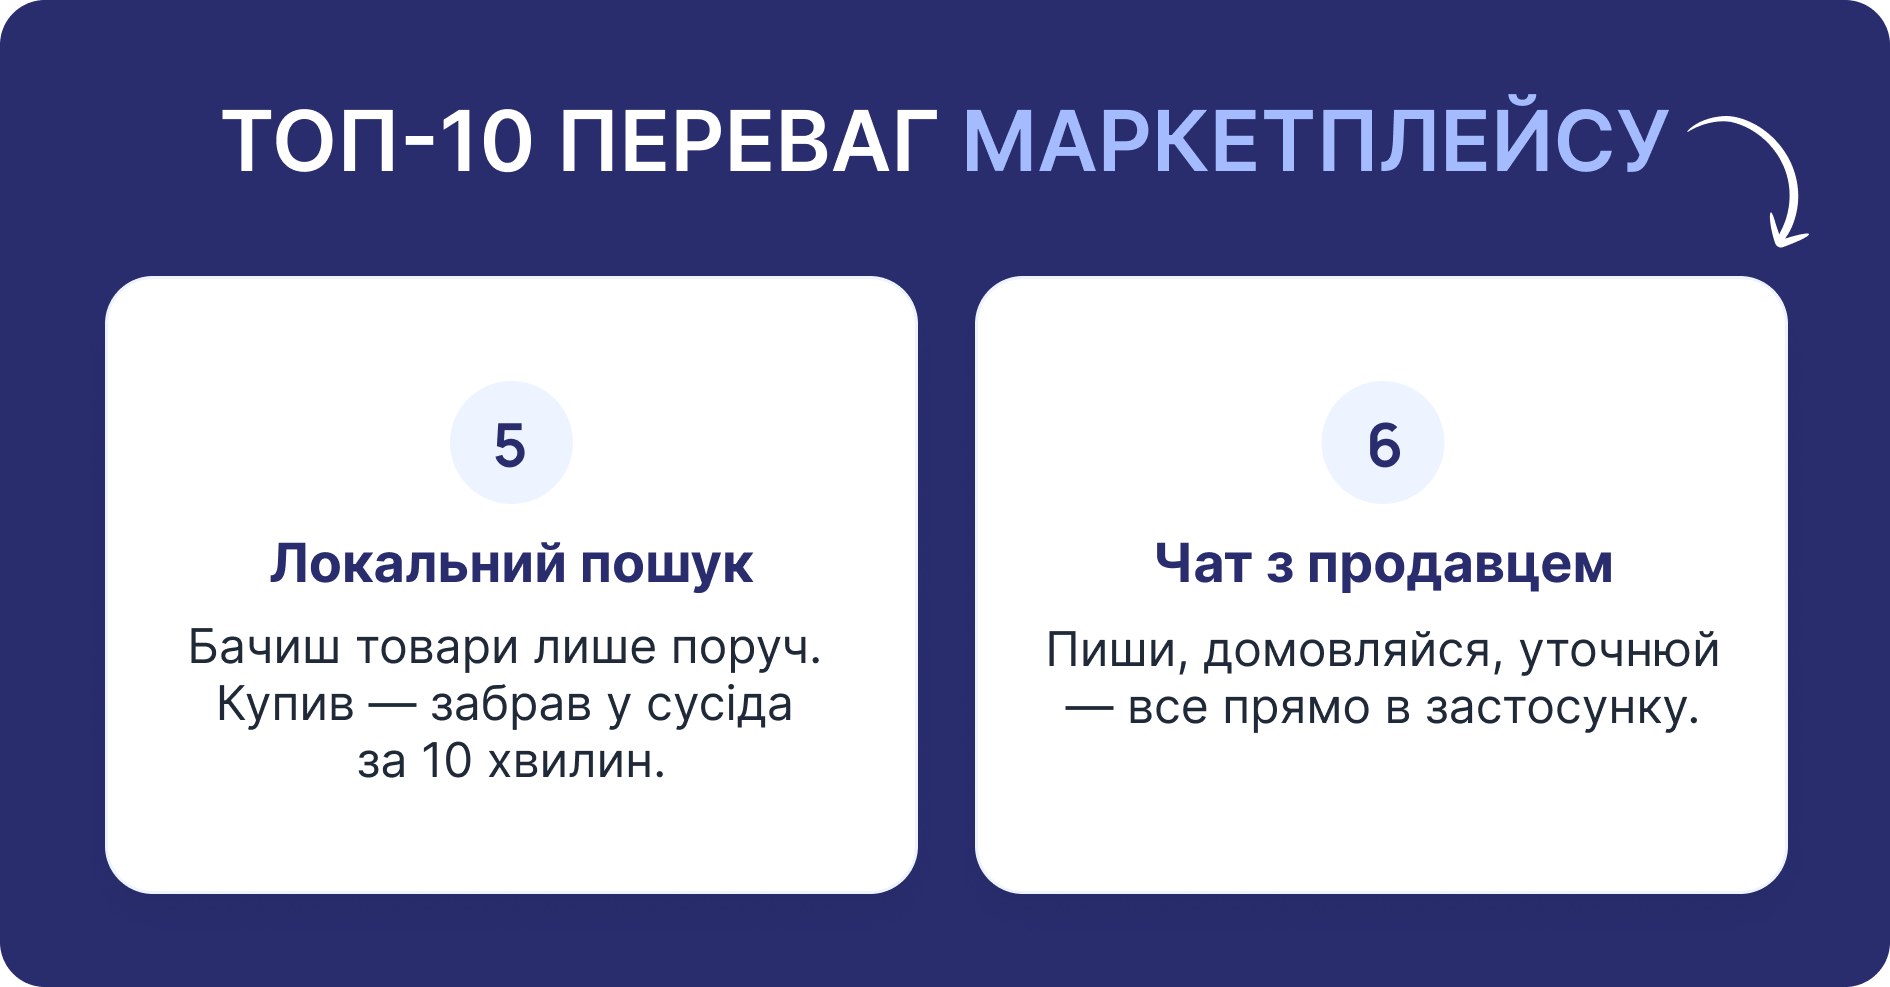 ТОП-10 ПЕРЕВАГ МАРКЕТПЛЕЙСУ
5
Локальний пошук
Бачиш товари лише поруч.
Купив — забрав у сусіда
за 10 хвилин.
6
Чат з продавцем
Пиши, домовляйся, уточнюй
— все прямо в застосунку.